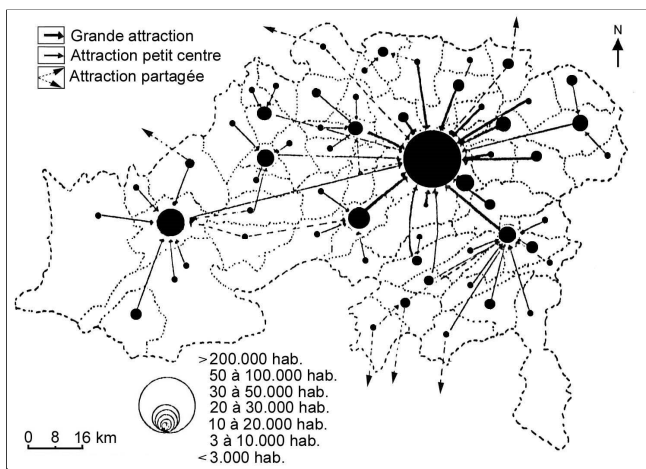 Grande attraction
Attraction petit centre
Attraction partagée
N
> 200.000 hab.
50 à 100.000 hab.
30 à 50.000 hab.
20 à 30.000 hab.
10 à 20.000 hab.
3 à 10.000 hab.
< 3.000 hab.
0 8 16 km